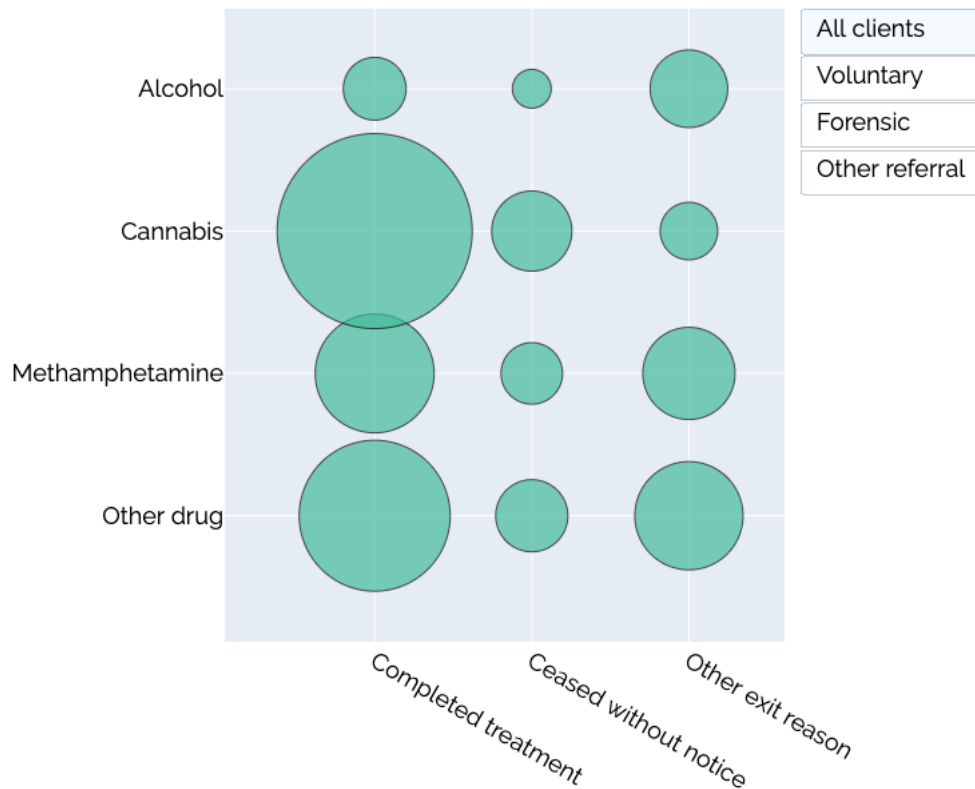 All clients
Voluntary
Forensic
Other referral
Alcohol
Cannabis
Methamphetamine
Other drug
Completed treatment
Ceased without notice
Other exit reason